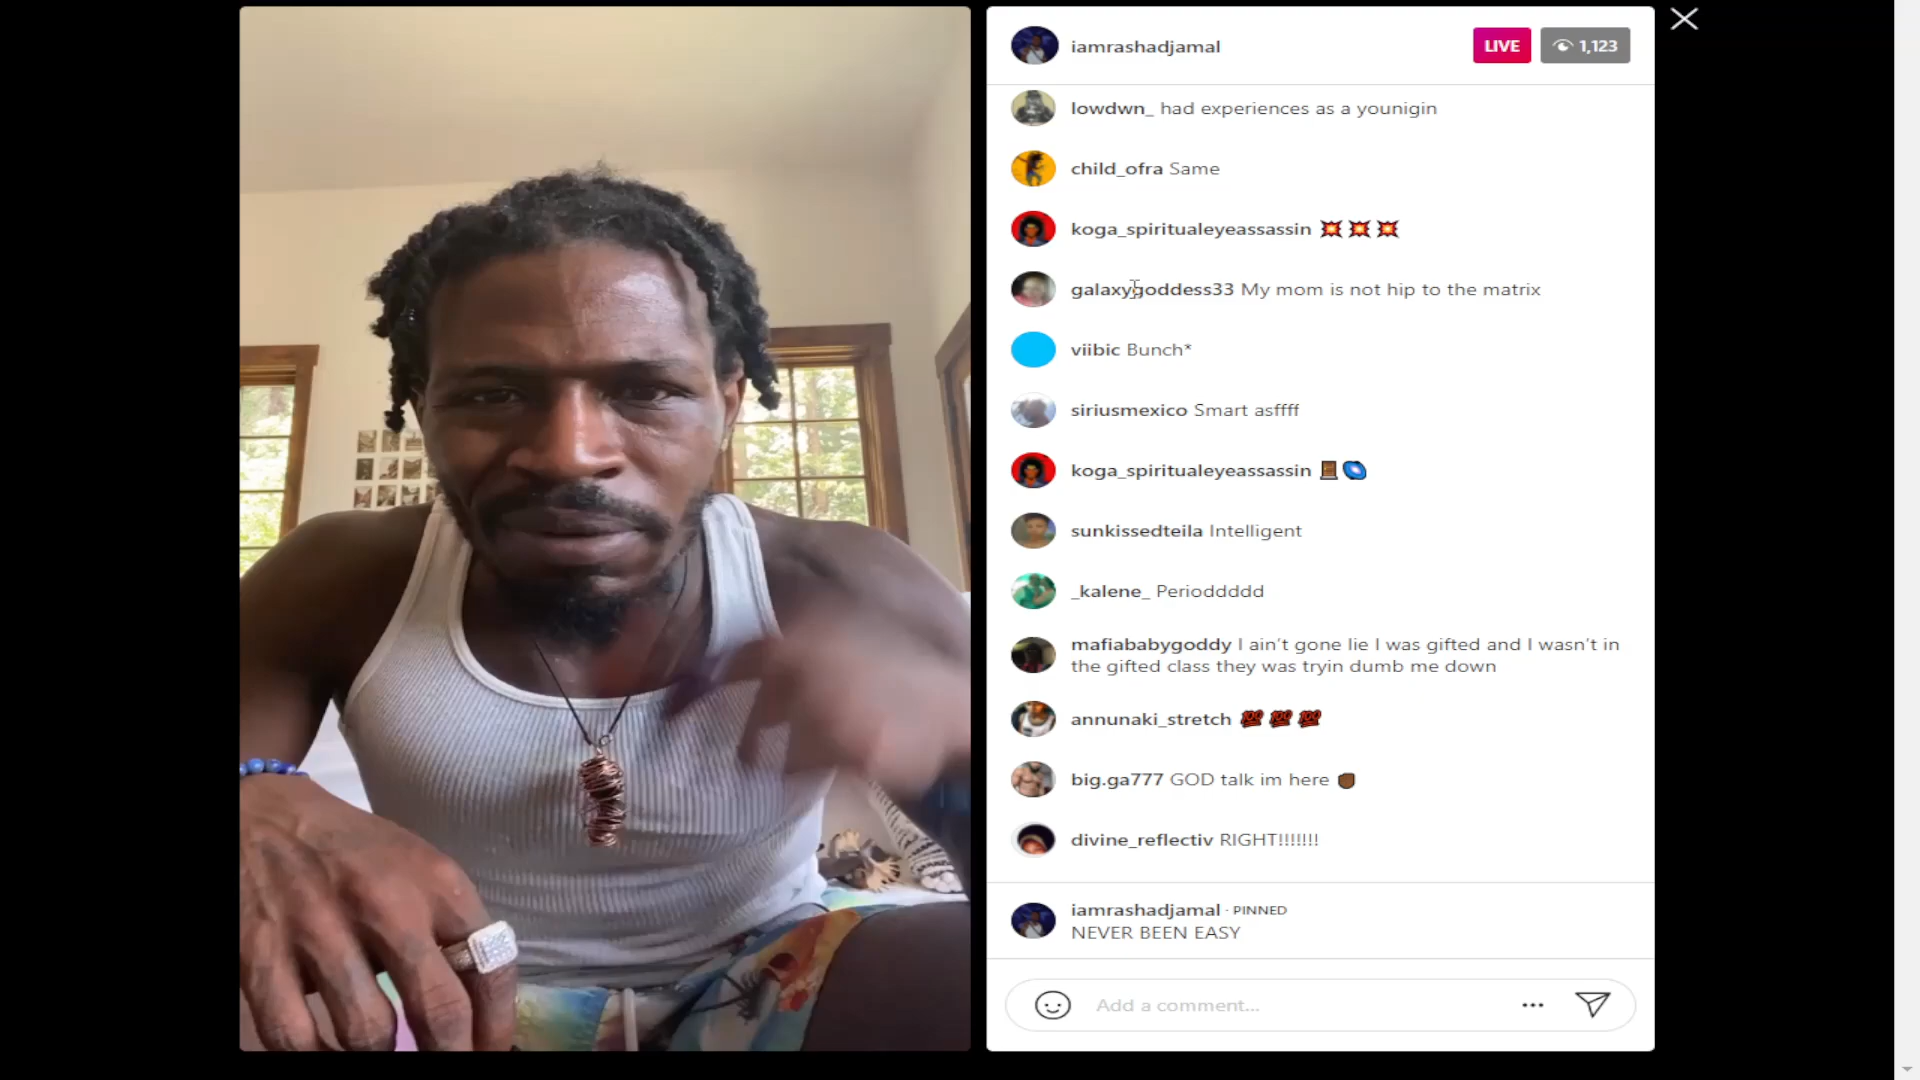 iamrashadjamal
LIVE
1,123
lowdwn_ had experiences as a younigin
child_ofra Same
koga_spiritualeyeassassin 💥 💥 💥
galaxygoddess33 My mom is not hip to the matrix
viibic Bunch*
siriusmexico Smart asffff
koga_spiritualeyeassassin 🚪🌀
sunkissedteila Intelligent
_kalene_ Perioddddd
mafiababygoddy I ain't gone lie I was gifted and I wasn't in
the gifted class they was tryin dumb me down
annunaki_stretch 💯 💯 💯
big.ga777 GOD talk im here
divine_reflectiv RIGHT!!!!!!!
iamrashadjamal · PINNED
NEVER BEEN EASY
Add a comment...